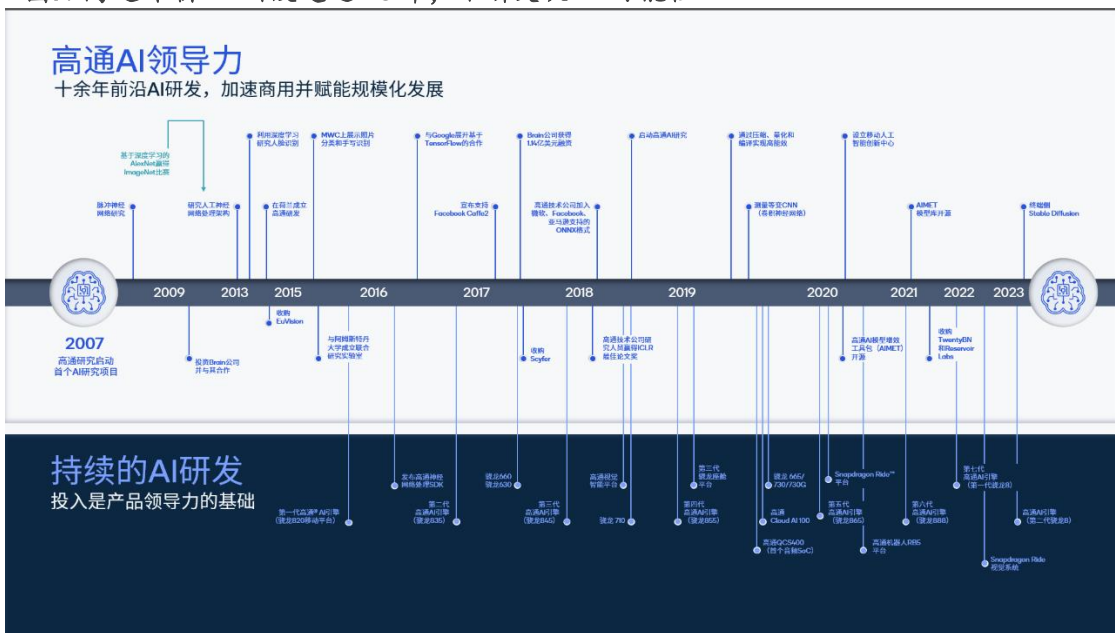 高通AI领导力
十余年前沿AI研发，加速商用并赋能规模化发展
基于深度学习的
AlexNet赢得
ImageNet比赛
利用深度学习
研究人脸识别
MWC上展示图片
分类和手写识别
与Google展开基于
TensorFlow的合作
Brain公司获得
1.14亿美元融资
启动高通AI研究
通过压缩、量化和
编译实现高能效
设立移动人工
智能创新中心
脉冲神经
网络研究
研究人工神经
网络处理架构
在荷兰成立
高通研发
宣布支持
Facebook Caffe2
高通技术公司加入
微软、Facebook、
亚马逊支持的
ONNX格式
测量等变CNN
（卷积神经网络）
AIMET
模型库开源
终端侧
Stable Diffusion
2009
2013
2015
2016
2017
2018
2019
2020
2021
2022
2023
2007
高通研究启动
首个AI研究项目
投资Brain公司
并与其合作
收购
EuVision
与阿姆斯特丹
大学成立联合
研究实验室
收购
Scyfer
高通技术公司研
究人员赢得ICLR
最佳论文奖
高通AI模型增效
工具包（AIMET）
开源
收购
TwentyBN
和Reservoir
Labs
持续的AI研发
投入是产品领导力的基础
第一代高通® AI引擎
（骁龙820移动平台）
发布高通神经
网络处理SDK
第二代
高通AI引擎
（骁龙835）
骁龙660
骁龙630
第三代
高通AI引擎
（骁龙845）
高通视觉
智能平台
骁龙 710
第三代
骁龙座舱
平台
第四代
高通AI引擎
（骁龙855）
骁龙 665/
730/730G
高通
Cloud AI 100
高通QCS400
（首个音频SoC）
Snapdragon Ride™
平台
第五代
高通AI引擎
（骁龙865）
高通机器人RB5
平台
第六代
高通AI引擎
（骁龙888）
第七代
高通AI引擎
（第一代骁龙8）
Snapdragon Ride
视觉系统
高通AI引擎
（第二代骁龙8）